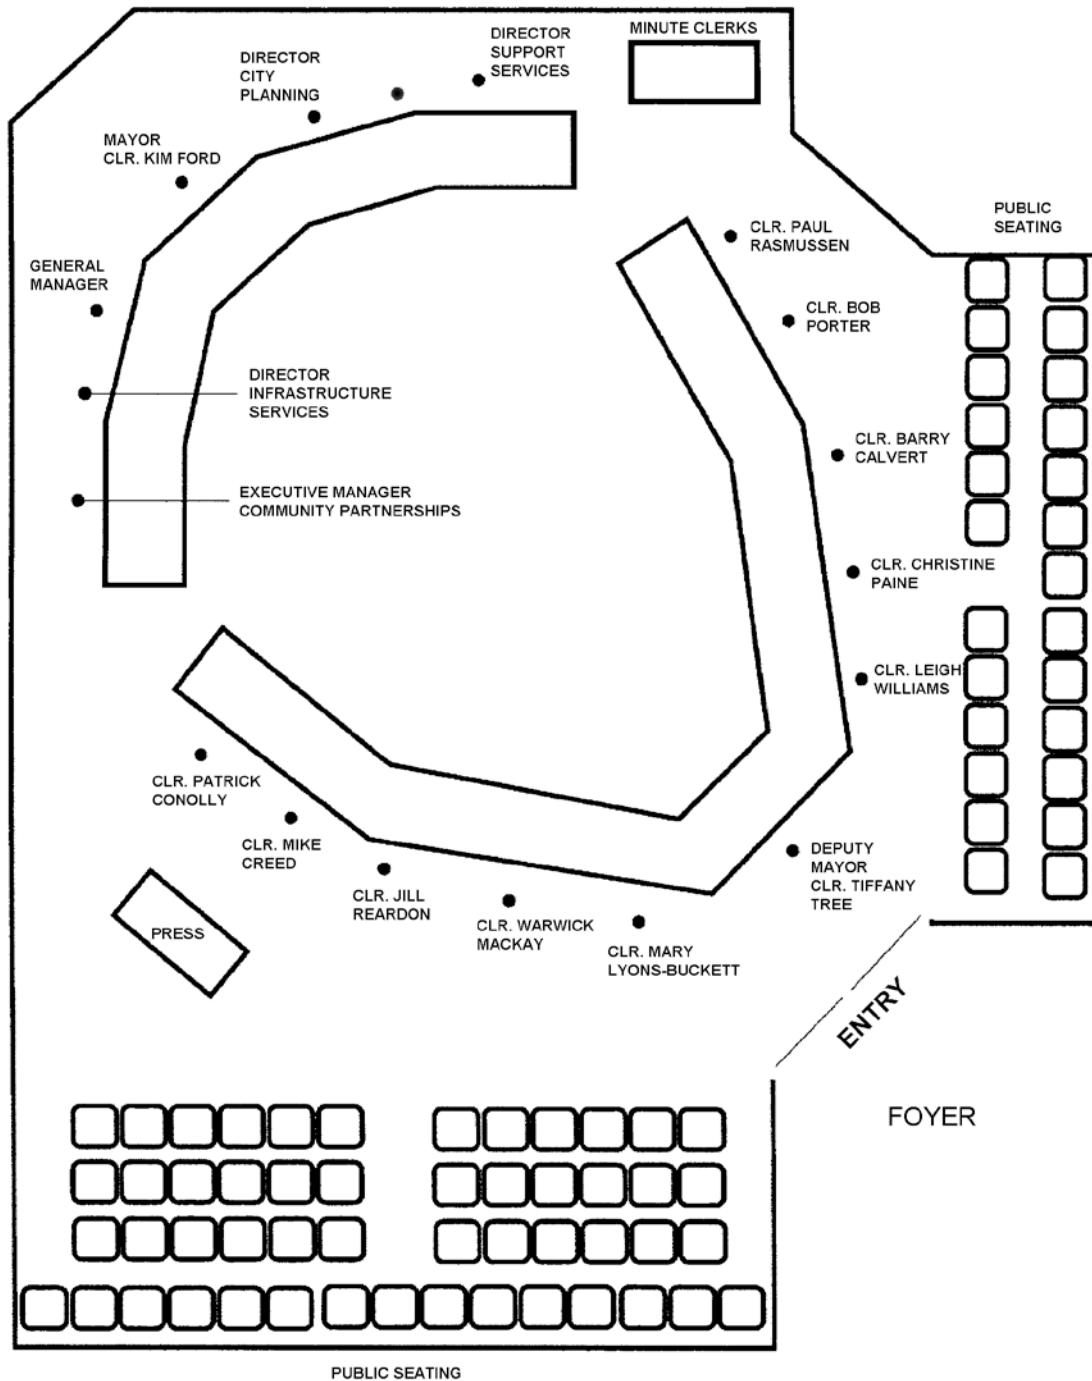 MINUTE CLERKS
DIRECTOR
SUPPORT
SERVICES
DIRECTOR
CITY
PLANNING
MAYOR
CLR. KIM FORD
GENERAL
MANAGER
DIRECTOR
INFRASTRUCTURE
SERVICES
EXECUTIVE MANAGER
COMMUNITY PARTNERSHIPS
CLR. PAUL
RASMUSSEN
CLR. BOB
PORTER
CLR. BARRY
CALVERT
CLR. CHRISTINE
PAINE
CLR. LEIGH
WILLIAMS
PUBLIC
SEATING
CLR. PATRICK
CONOLLY
CLR. MIKE
CREED
CLR. JILL
REARDON
CLR. WARWICK
MACKAY
CLR. MARY
LYONS-BUCKETT
DEPUTY
MAYOR
CLR. TIFFANY
TREE
PRESS
ENTRY
FOYER
PUBLIC SEATING